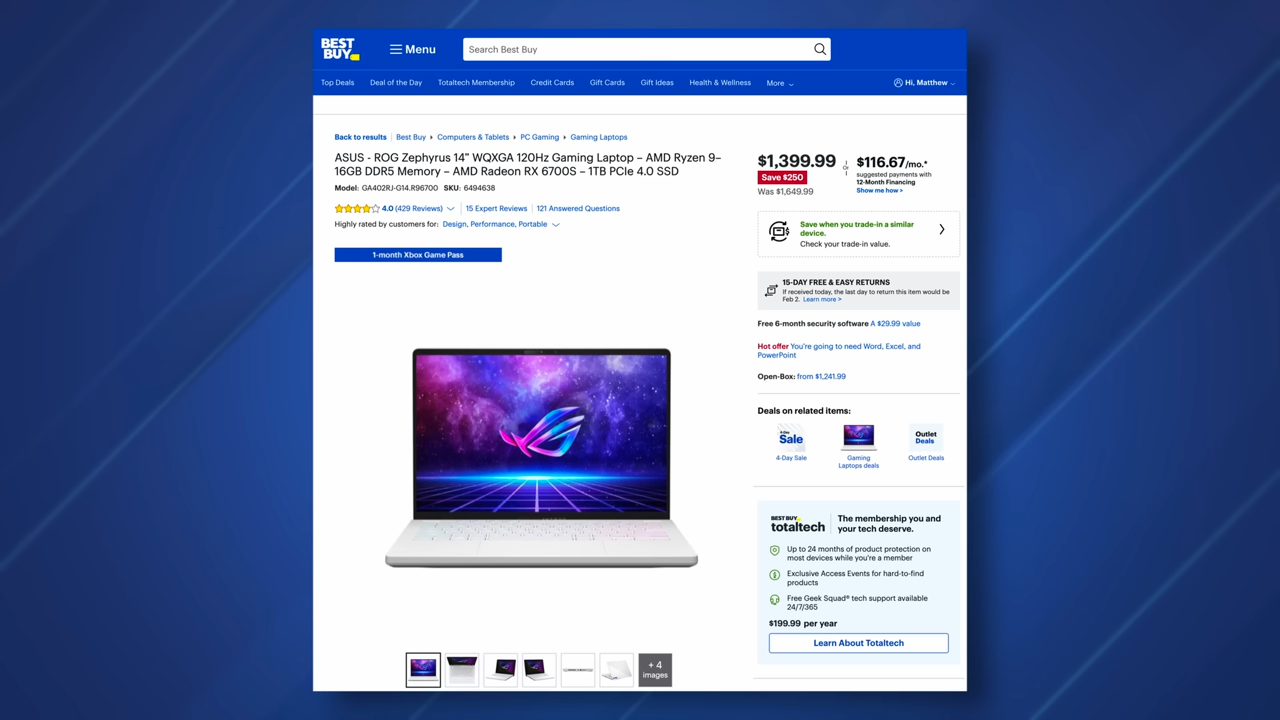 BEST BUY
Menu
Search Best Buy
Top Deals
Deal of the Day
Totaltech Membership
Credit Cards
Gift Cards
Gift Ideas
Health & Wellness
More
Hi, Matthew
Back to results
Best Buy
Computers & Tablets
PC Gaming
Gaming Laptops
ASUS - ROG Zephyrus 14" WQXGA 120Hz Gaming Laptop – AMD Ryzen 9–
16GB DDR5 Memory – AMD Radeon RX 6700S – 1TB PCIe 4.0 SSD
Model: GA402RJ-G14.R96700 SKU: 6494638
4.0 (429 Reviews)
15 Expert Reviews
121 Answered Questions
Highly rated by customers for: Design, Performance, Portable
1-month Xbox Game Pass
+ 4
images
$1,399.99
Save $250
Was $1,649.99
Or
$116.67/mo.*
suggested payments with
12-Month Financing
Show me how >
Save when you trade-in a similar
device.
Check your trade-in value.
15-DAY FREE & EASY RETURNS
If received today, the last day to return this item would be
Feb 2. Learn more >
Free 6-month security software A $29.99 value
Hot offer You're going to need Word, Excel, and
PowerPoint
Open-Box: from $1,241.99
Deals on related items:
4-Day
Sale
4-Day Sale
Gaming
Laptops deals
Outlet
Deals
Outlet Deals
BEST BUY
totaltech
The membership you and
your tech deserve.
Up to 24 months of product protection on
most devices while you're a member
Exclusive Access Events for hard-to-find
products
Free Geek Squad® tech support available
24/7/365
$199.99 per year
Learn About Totaltech